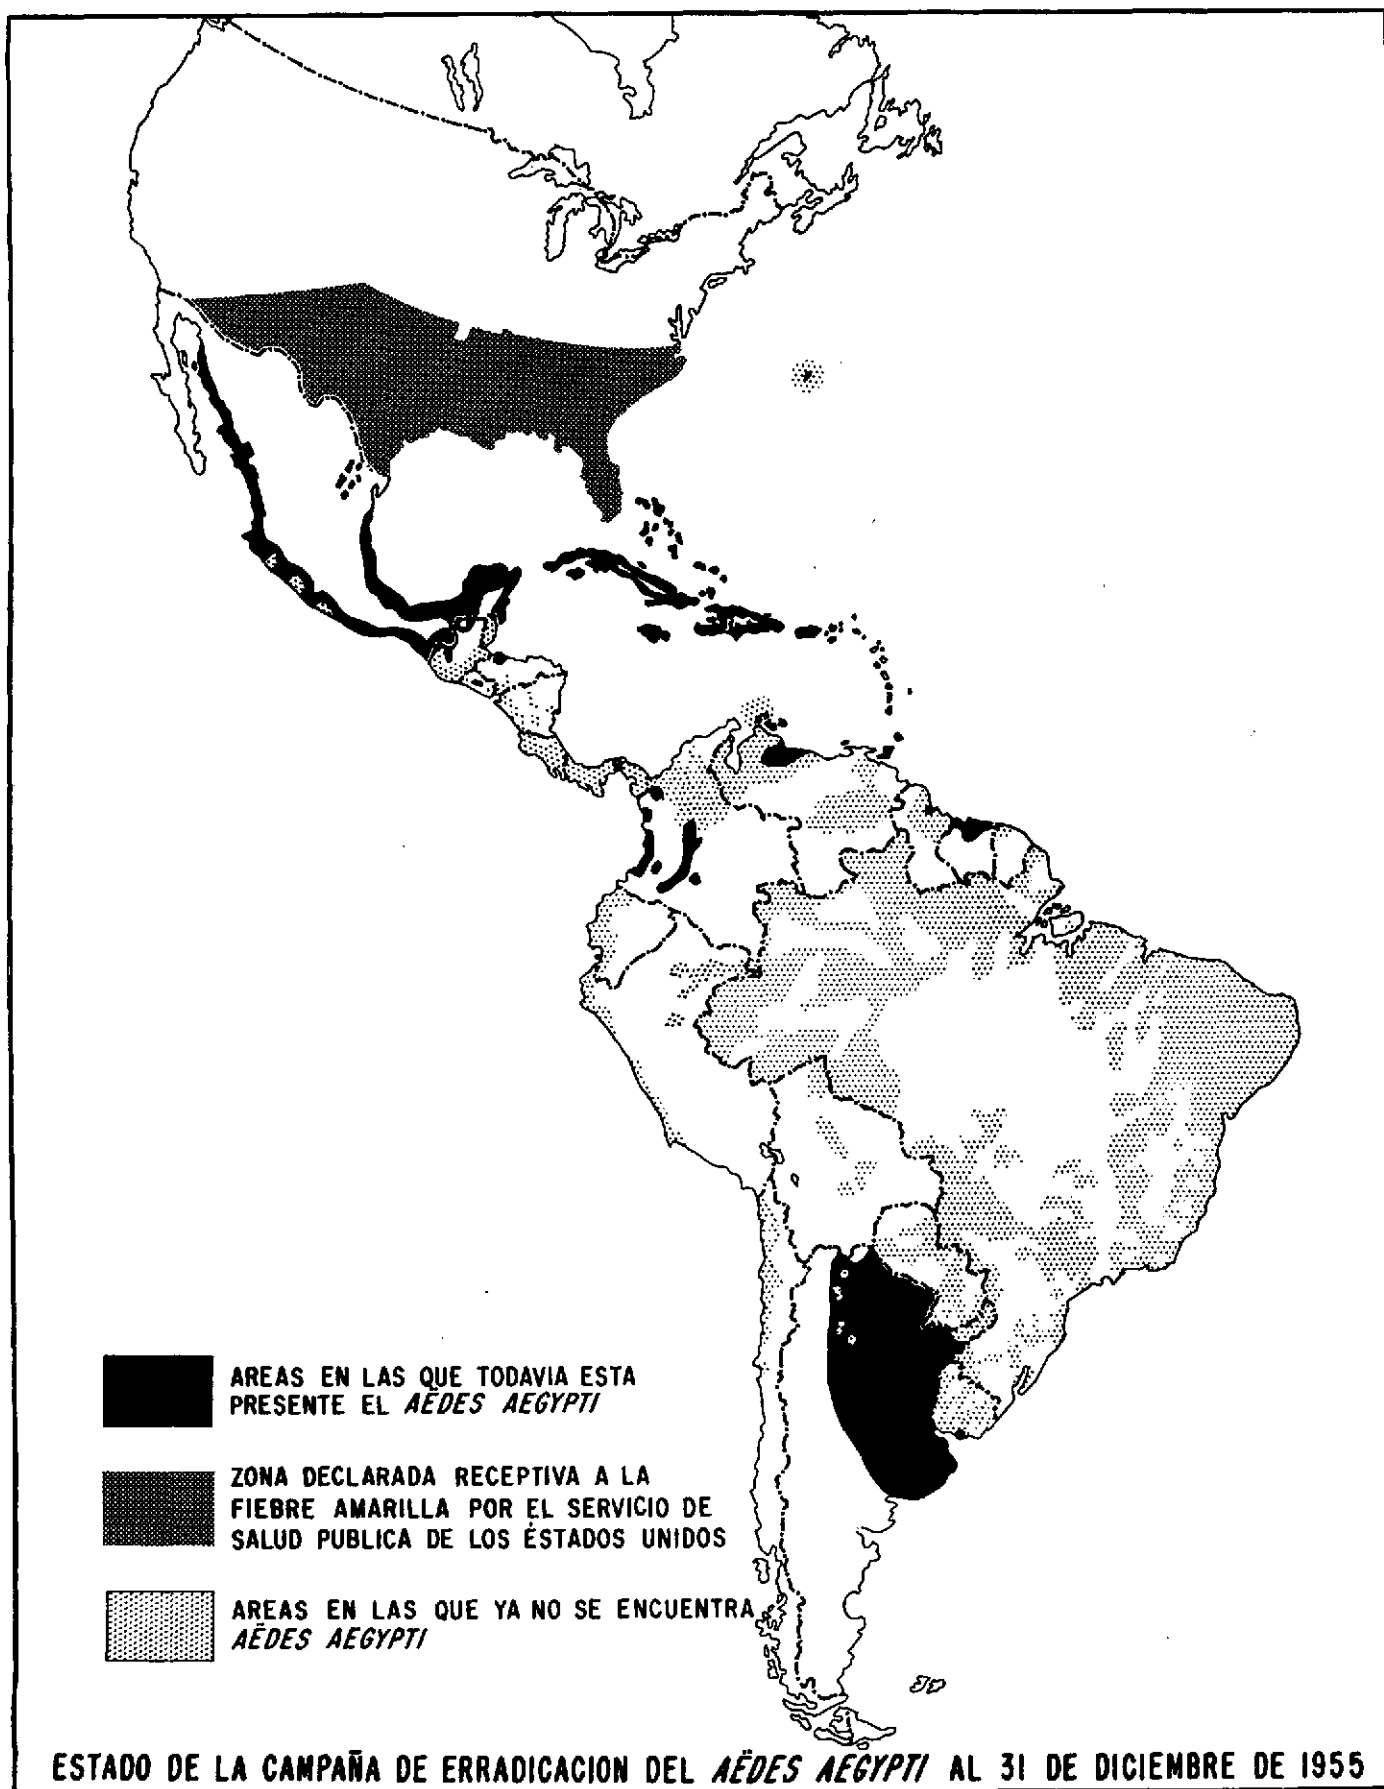 AREAS EN LAS QUE TODAVIA ESTA
PRESENTE EL AËDES AEGYPTI
ZONA DECLARADA RECEPTIVA A LA
FIEBRE AMARILLA POR EL SERVICIO DE
SALUD PUBLICA DE LOS ESTADOS UNIDOS
AREAS EN LAS QUE YA NO SE ENCUENTRA
AËDES AEGYPTI
ESTADO DE LA CAMPAÑA DE ERRADICACION DEL AËDES AEGYPTI AL 31 DE DICIEMBRE DE 1955